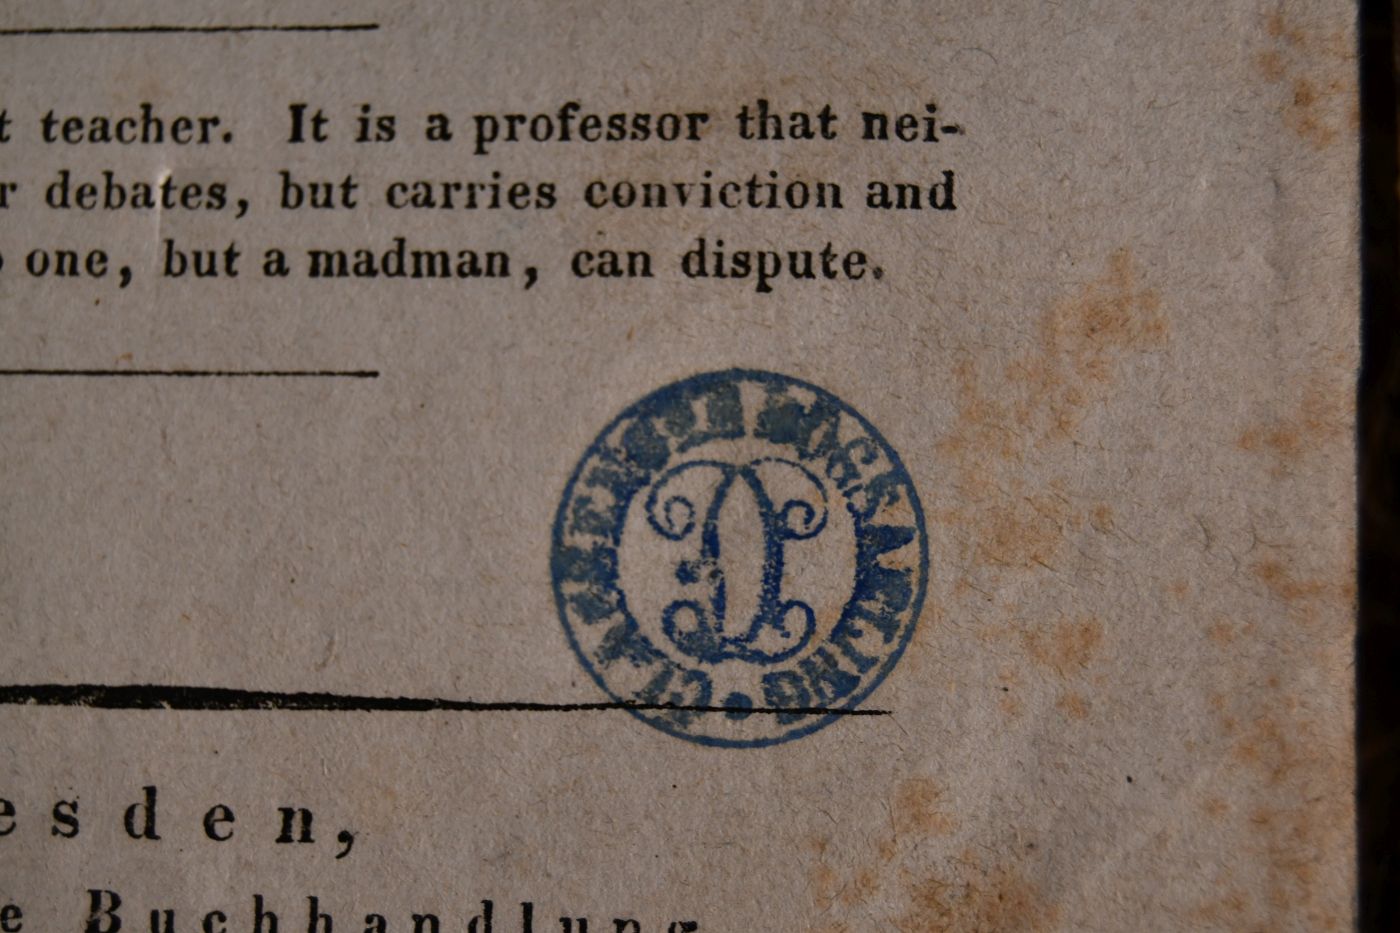 t teacher. It is a professor that nei-
r debates, but carries conviction and
o one, but a madman, can dispute.
esden,
e Buchhandlung